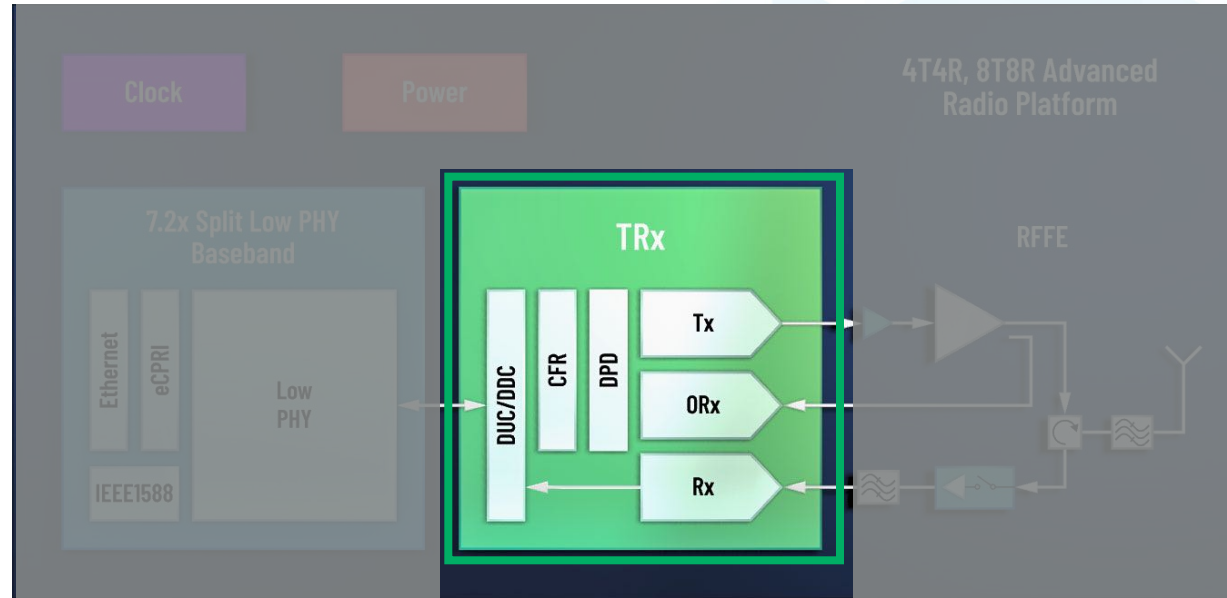 Clock
Power
4T4R, 8T8R Advanced
Radio Platform
7.2x Split Low PHY
Baseband
Ethernet
eCPRI
Low
PHY
IEEE1588
TRx
DUC/DDC
CFR
DPD
Tx
ORx
Rx
RFFE